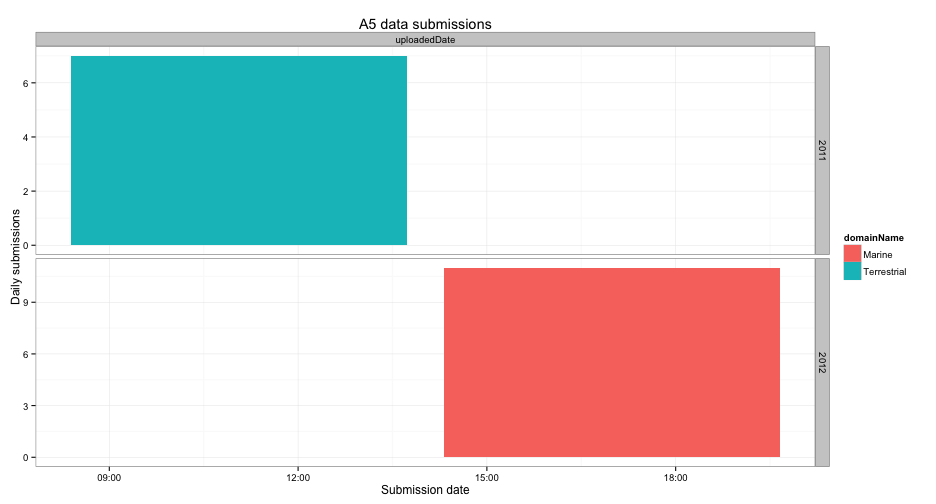 A5 data submissions
uploadedDate
6
4
2
0
2011
9
6
3
0
2012
Daily submissions
09:00
12:00
15:00
18:00
Submission date
domainName
Marine
Terrestrial